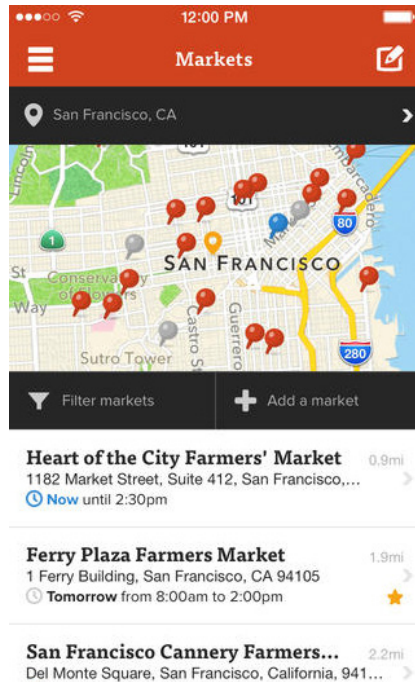 12:00 PM
Markets
San Francisco, CA
101
Embarcadero
Lincoln
101
80
1
SAN FRANCISCO
St
Conservatory
of Flowers
Way
Castro St
Guerrero
Sutro Tower
280
Filter markets
Add a market
Heart of the City Farmers' Market 0.9mi
1182 Market Street, Suite 412, San Francisco,...
Now until 2:30pm
Ferry Plaza Farmers Market 1.9mi
1 Ferry Building, San Francisco, CA 94105
Tomorrow from 8:00am to 2:00pm
San Francisco Cannery Farmers... 2.2mi
Del Monte Square, San Francisco, California, 941...